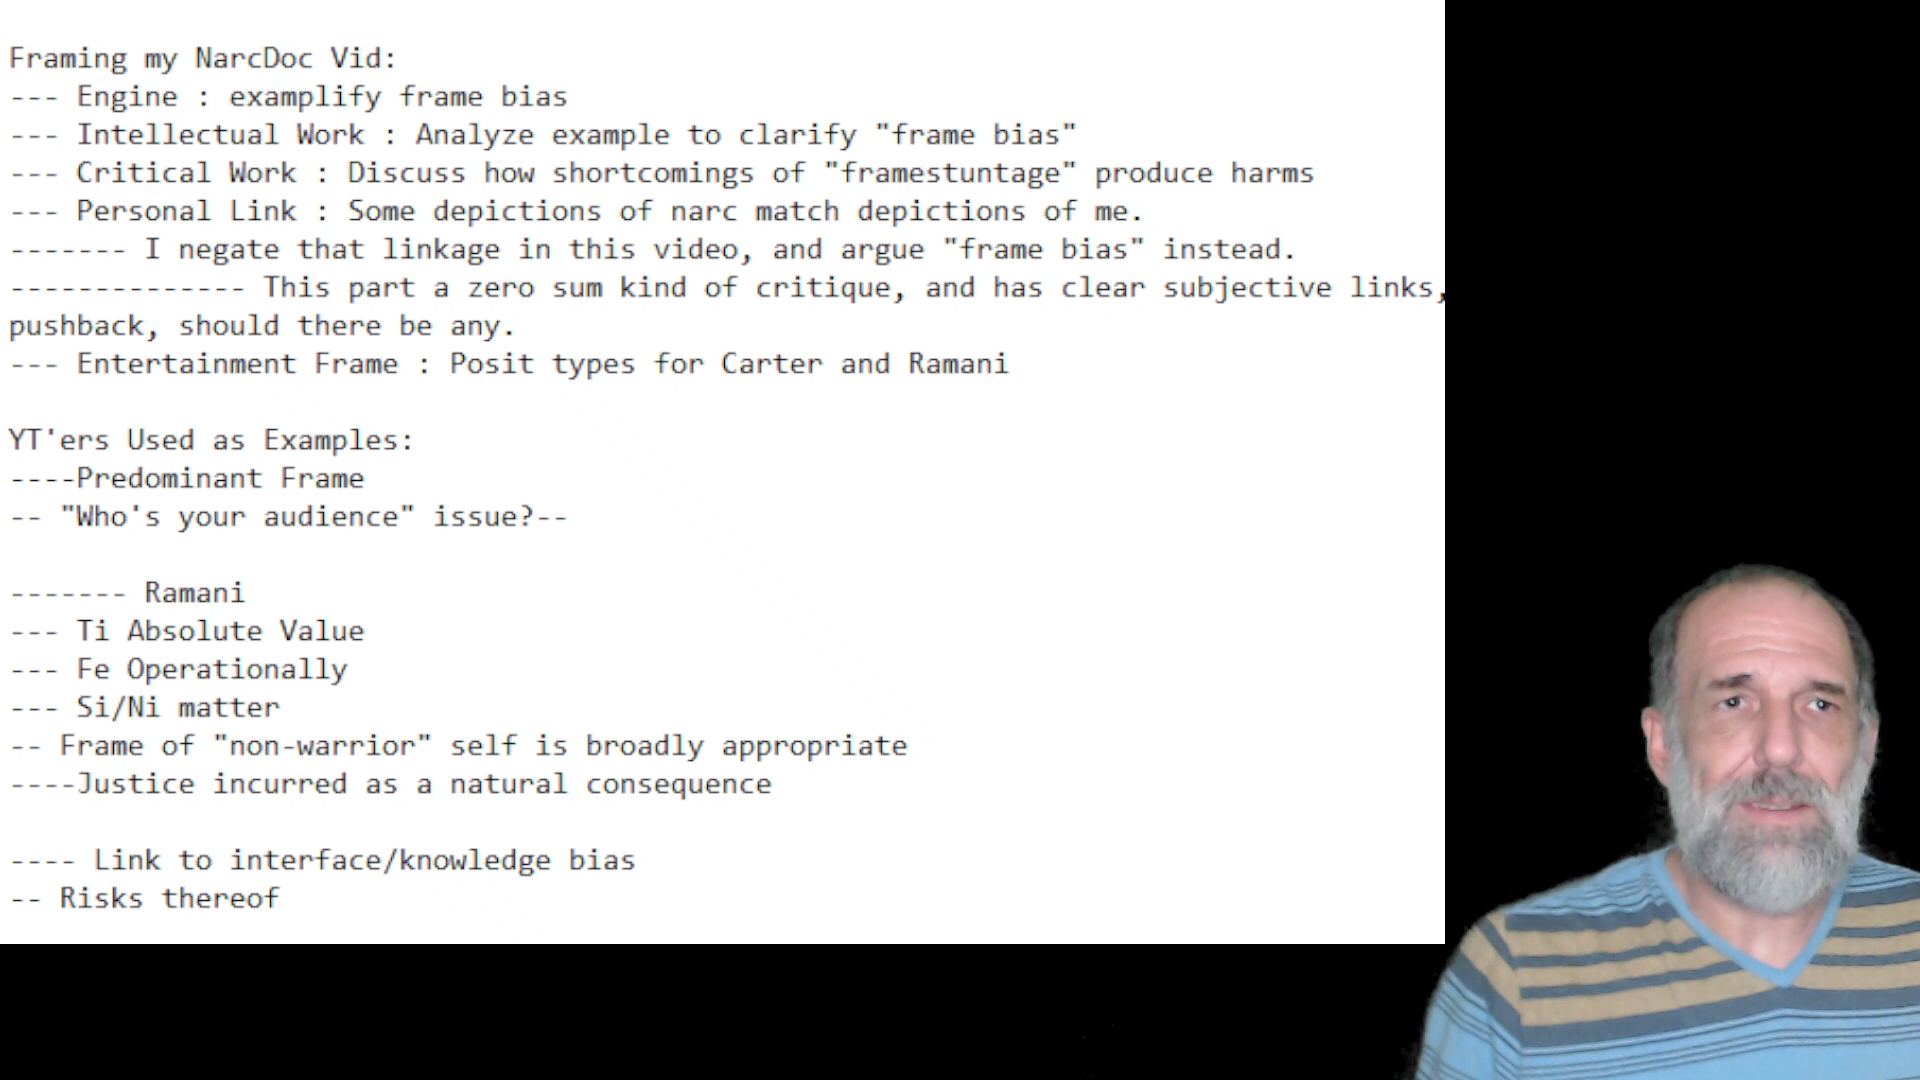 Framing my NarcDoc Vid:
--- Engine : examplify frame bias
--- Intellectual Work : Analyze example to clarify "frame bias"
--- Critical Work : Discuss how shortcomings of "framestuntage" produce harms
--- Personal Link : Some depictions of narc match depictions of me.
------- I negate that linkage in this video, and argue "frame bias" instead.
-------------- This part a zero sum kind of critique, and has clear subjective links,
pushback, should there be any.
--- Entertainment Frame : Posit types for Carter and Ramani
YT'ers Used as Examples:
----Predominant Frame
-- "Who's your audience" issue?--
------- Ramani
--- Ti Absolute Value
--- Fe Operationally
--- Si/Ni matter
-- Frame of "non-warrior" self is broadly appropriate
----Justice incurred as a natural consequence
---- Link to interface/knowledge bias
-- Risks thereof